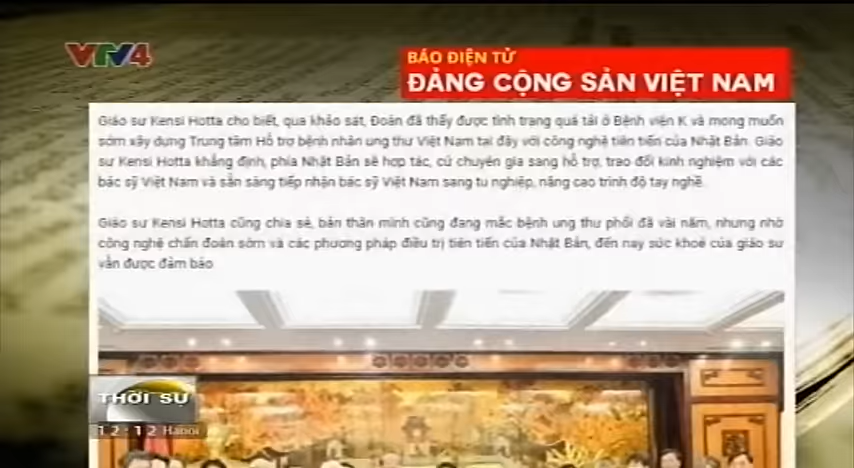 VTV4
BÁO ĐIỆN TỬ
ĐẢNG CỘNG SẢN VIỆT NAM
Giáo sư Kensi Hotta cho biết, qua khảo sát, Đoàn đã thấy được tình trạng quá tải ở Bệnh viện K và mong muốn
sớm xây dựng Trung tâm Hỗ trợ bệnh nhân ung thư Việt Nam tại đây với công nghệ tiên tiến của Nhật Bản. Giáo
sư Kensi Hotta khẳng định, phía Nhật Bản sẽ hợp tác, cử chuyên gia sang hỗ trợ, trao đổi kinh nghiệm với các
bác sỹ Việt Nam và sẵn sàng tiếp nhận bác sỹ Việt Nam sang tu nghiệp, nâng cao trình độ tay nghề.
Giáo sư Kensi Hotta cũng chia sẻ, bản thân mình cũng đang mắc bệnh ung thư phổi đã vài năm, nhưng nhờ
công nghệ chẩn đoán sớm và các phương pháp điều trị tiên tiến của Nhật Bản, đến nay sức khoẻ của giáo sư
vẫn được đảm bảo
THỜI SỰ
12:12 Hanoi